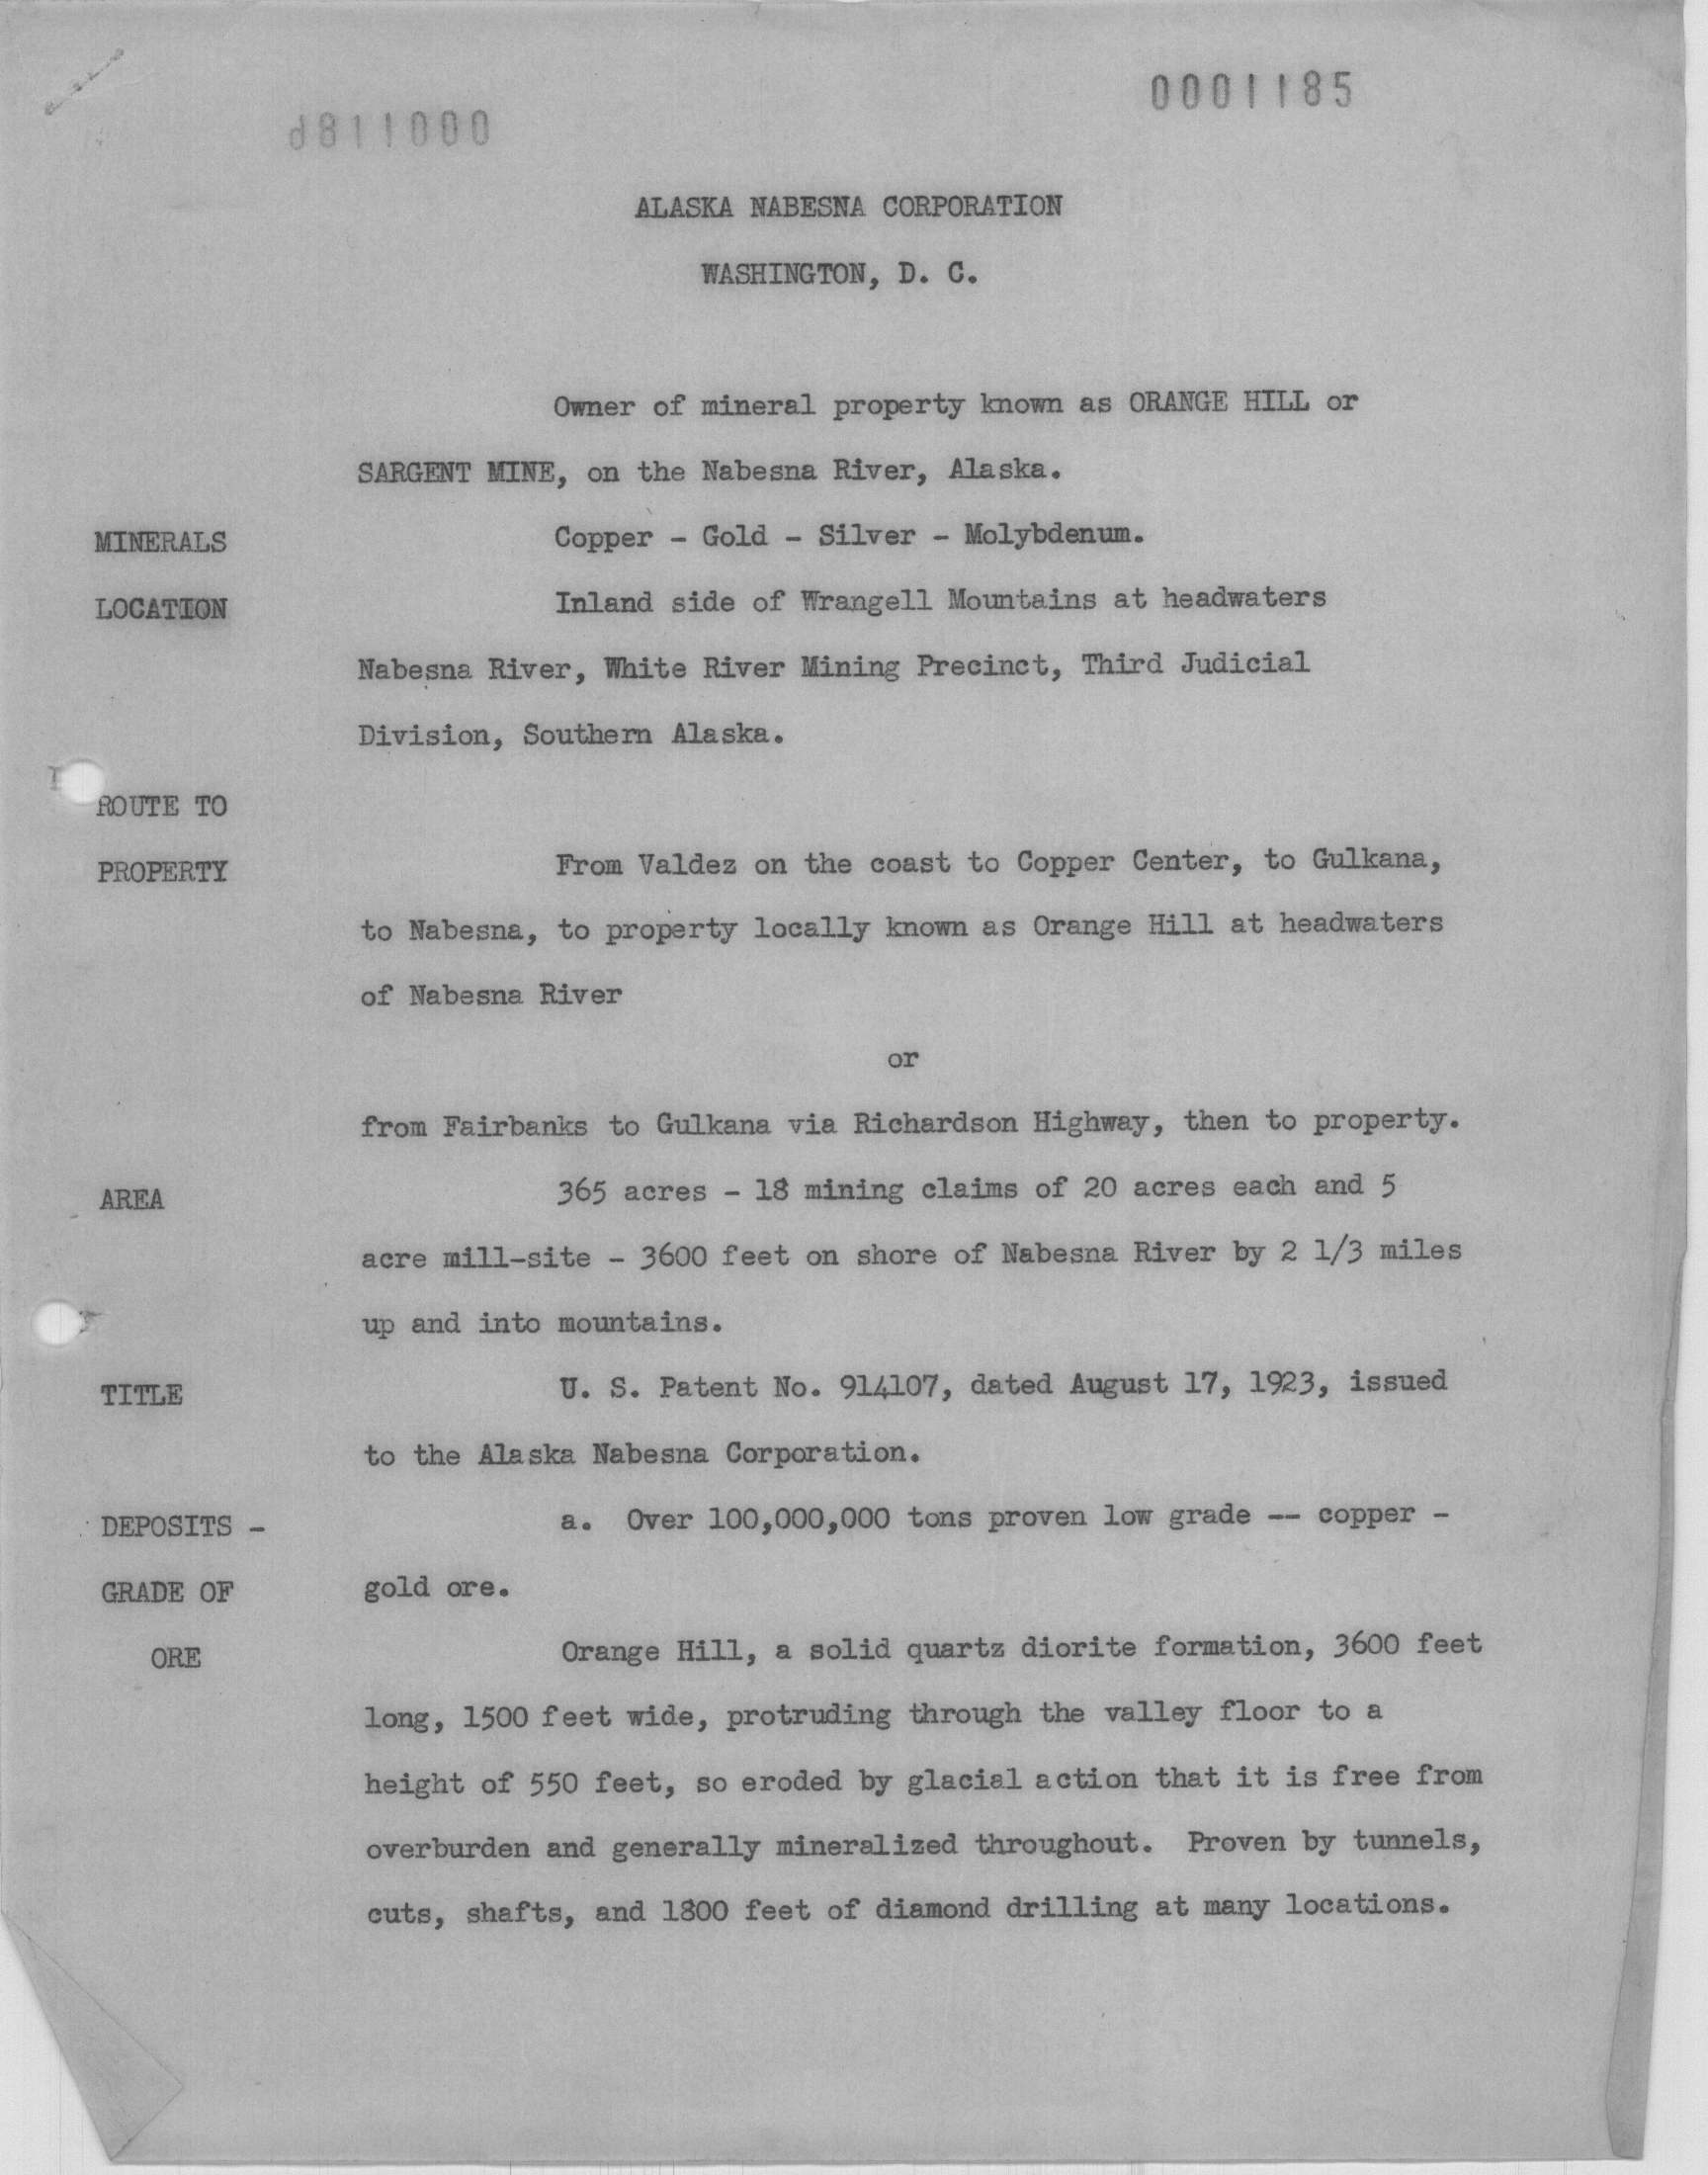 0001185
ALASKA NABESNA CORPORATION
WASHINGTON, D. C.
Owner of mineral property known as ORANGE HILL or
SARGENT MINE, on the Nabesna River, Alaska.
MINERALS Copper - Gold - Silver - Molybdenum.
LOCATION Inland side of Wrangell Mountains at headwaters
Nabesna River, White River Mining Precinct, Third Judicial
Division, Southern Alaska.
ROUTE TO
PROPERTY From Valdez on the coast to Copper Center, to Gulkana,
to Nabesna, to property locally known as Orange Hill at headwaters
of Nabesna River
or
from Fairbanks to Gulkana via Richardson Highway, then to property.
AREA 365 acres - 18 mining claims of 20 acres each and 5
acre mill-site - 3600 feet on shore of Nabesna River by 2 1/3 miles
up and into mountains.
TITLE U. S. Patent No. 914107, dated August 17, 1923, issued
to the Alaska Nabesna Corporation.
DEPOSITS - a. Over 100,000,000 tons proven low grade -- copper -
GRADE OF gold ore.
ORE Orange Hill, a solid quartz diorite formation, 3600 feet
long, 1500 feet wide, protruding through the valley floor to a
height of 550 feet, so eroded by glacial action that it is free from
overburden and generally mineralized throughout. Proven by tunnels,
cuts, shafts, and 1800 feet of diamond drilling at many locations.